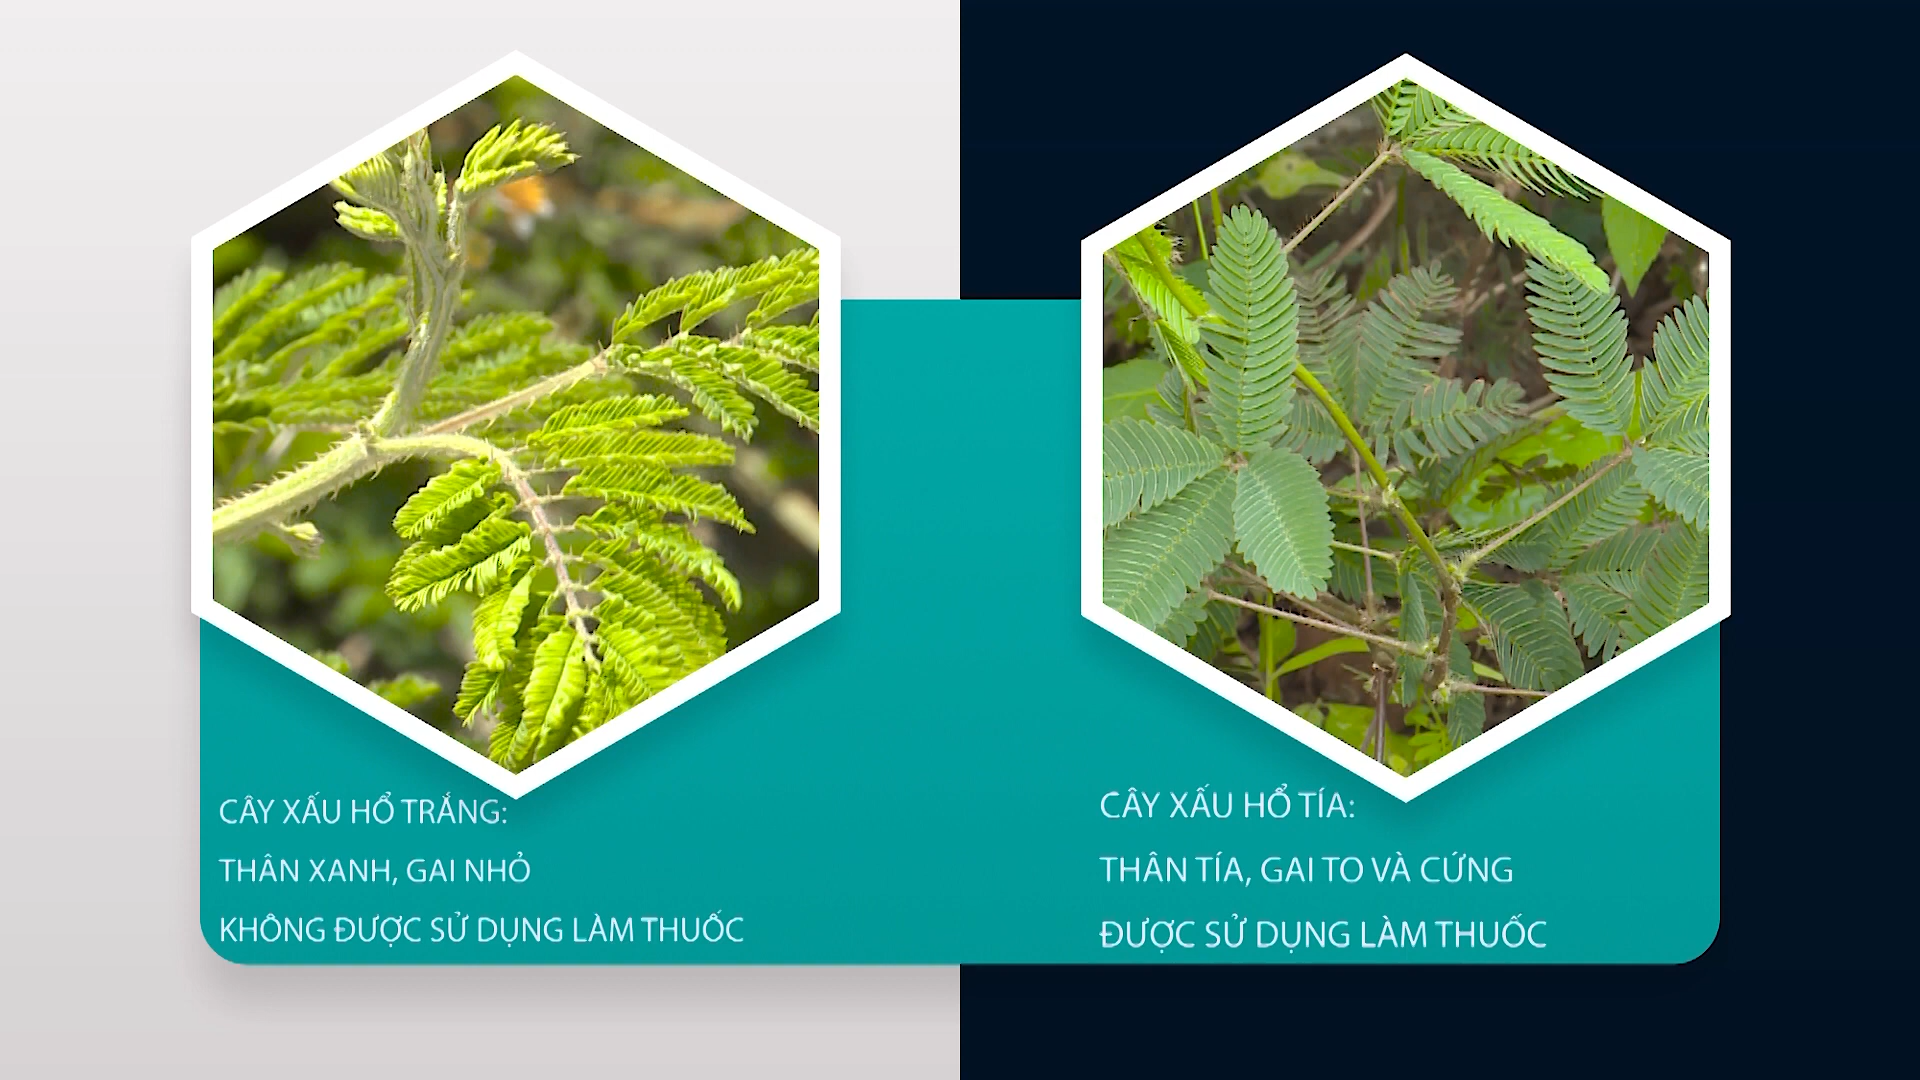 CÂY XẤU HỔ TRẮNG:
THÂN XANH, GAI NHỎ
KHÔNG ĐƯỢC SỬ DỤNG LÀM THUỐC
CÂY XẤU HỔ TÍA:
THÂN TÍA, GAI TO VÀ CỨNG
ĐƯỢC SỬ DỤNG LÀM THUỐC